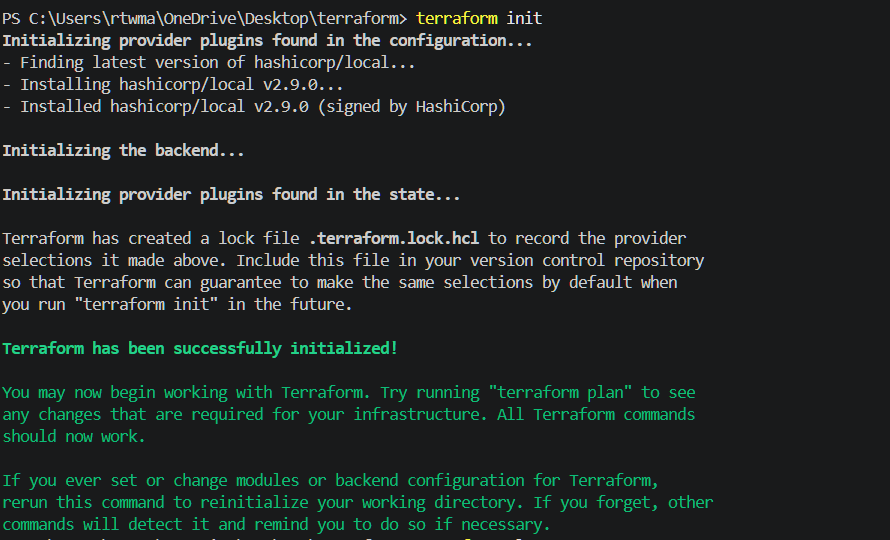 PS C:\Users\rtwma\OneDrive\Desktop\terraform> terraform init
Initializing provider plugins found in the configuration...
- Finding latest version of hashicorp/local...
- Installing hashicorp/local v2.9.0...
- Installed hashicorp/local v2.9.0 (signed by HashiCorp)
Initializing the backend...
Initializing provider plugins found in the state...
Terraform has created a lock file .terraform.lock.hcl to record the provider
selections it made above. Include this file in your version control repository
so that Terraform can guarantee to make the same selections by default when
you run "terraform init" in the future.
Terraform has been successfully initialized!
You may now begin working with Terraform. Try running "terraform plan" to see
any changes that are required for your infrastructure. All Terraform commands
should now work.
If you ever set or change modules or backend configuration for Terraform,
rerun this command to reinitialize your working directory. If you forget, other
commands will detect it and remind you to do so if necessary.